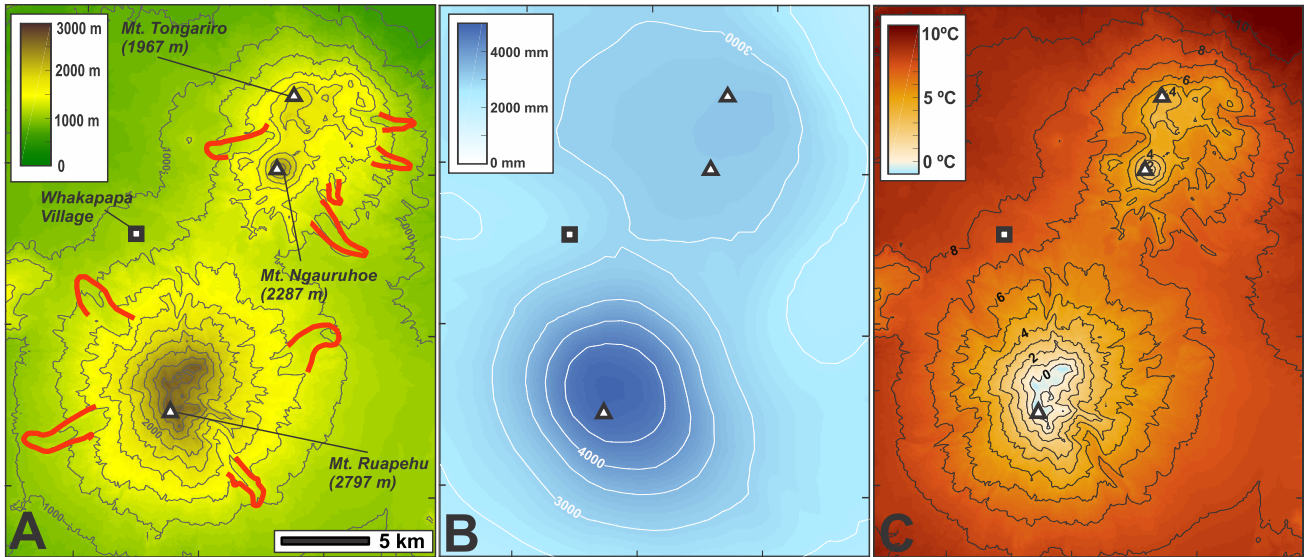 3000 m
2000 m
1000 m
0
Mt. Tongariro
(1967 m)
Whakapapa
Village
Mt. Ngauruhoe
(2287 m)
Mt. Ruapehu
(2797 m)
1000
1000
2000
1000
A
5 km
4000 mm
2000 mm
0 mm
3000
4000
3000
B
10ºC
5 ºC
0 ºC
10
8
6
4
4
8
6
4
2
0
C